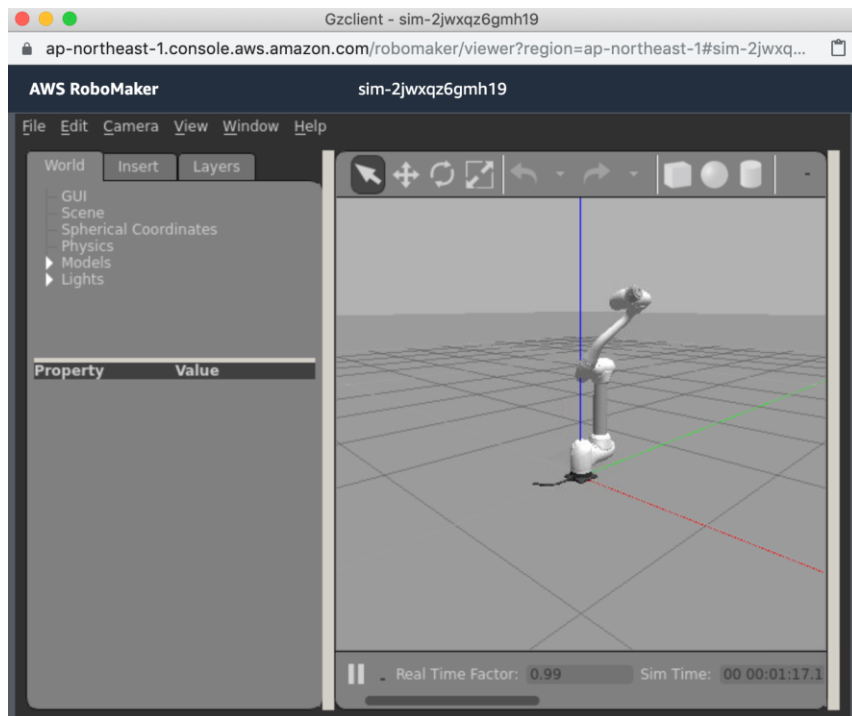 Gzclient - sim-2jwxqz6gmh19
ap-northeast-1.console.aws.amazon.com/robomaker/viewer?region=ap-northeast-1#sim-2jwxq...
AWS RoboMaker sim-2jwxqz6gmh19
File Edit Camera View Window Help
World Insert Layers
GUI
Scene
Spherical Coordinates
Physics
Models
Lights
Property Value
Real Time Factor: 0.99 Sim Time: 00 00:01:17.1